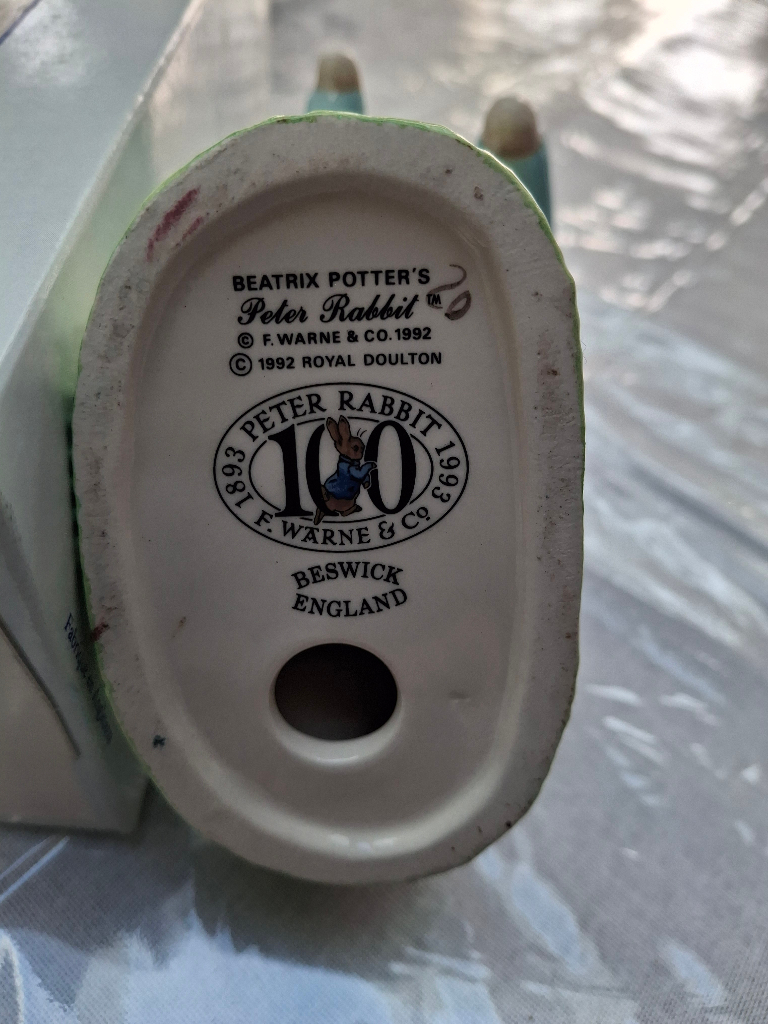 BEATRIX POTTER'S
Peter Rabbit ™
© F. WARNE & CO. 1992
© 1992 ROYAL DOULTON
1893 PETER RABBIT 1993
100
F. WARNE & Co
BESWICK
ENGLAND